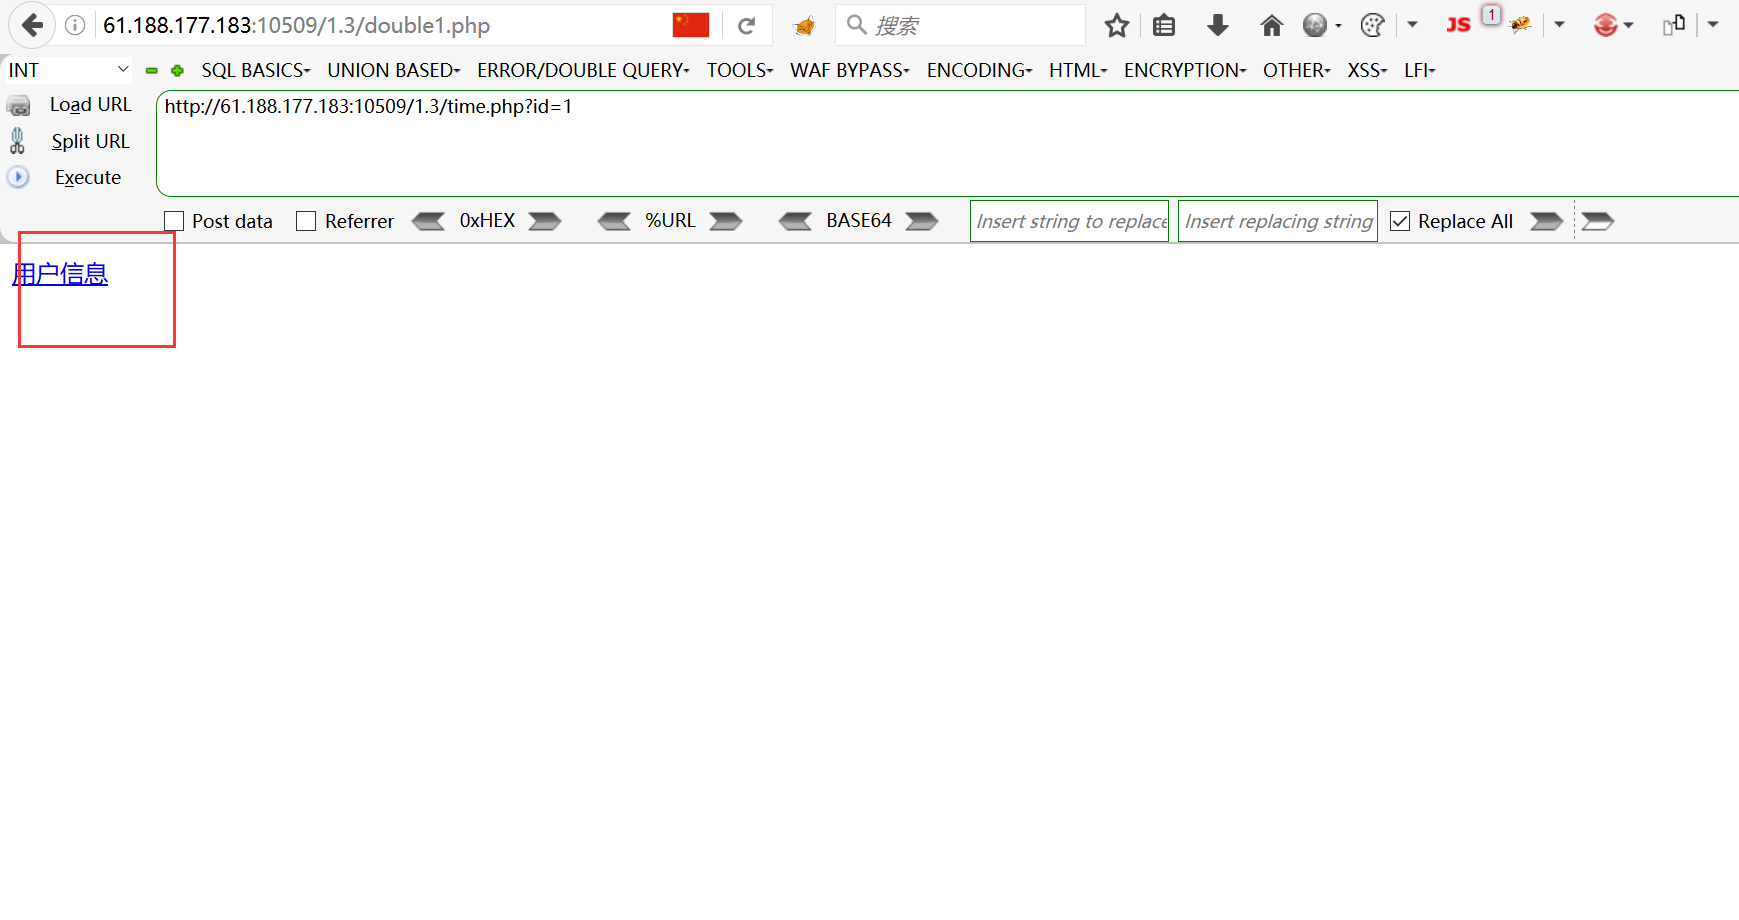 61.188.177.183:10509/1.3/double1.php 搜索 JS 1
INT SQL BASICS UNION BASED ERROR/DOUBLE QUERY TOOLS WAF BYPASS ENCODING HTML ENCRYPTION OTHER XSS LFI
Load URL http://61.188.177.183:10509/1.3/time.php?id=1
Split URL
Execute
Post data Referrer 0xHEX %URL BASE64 Insert string to replace Insert replacing string Replace All
用户信息